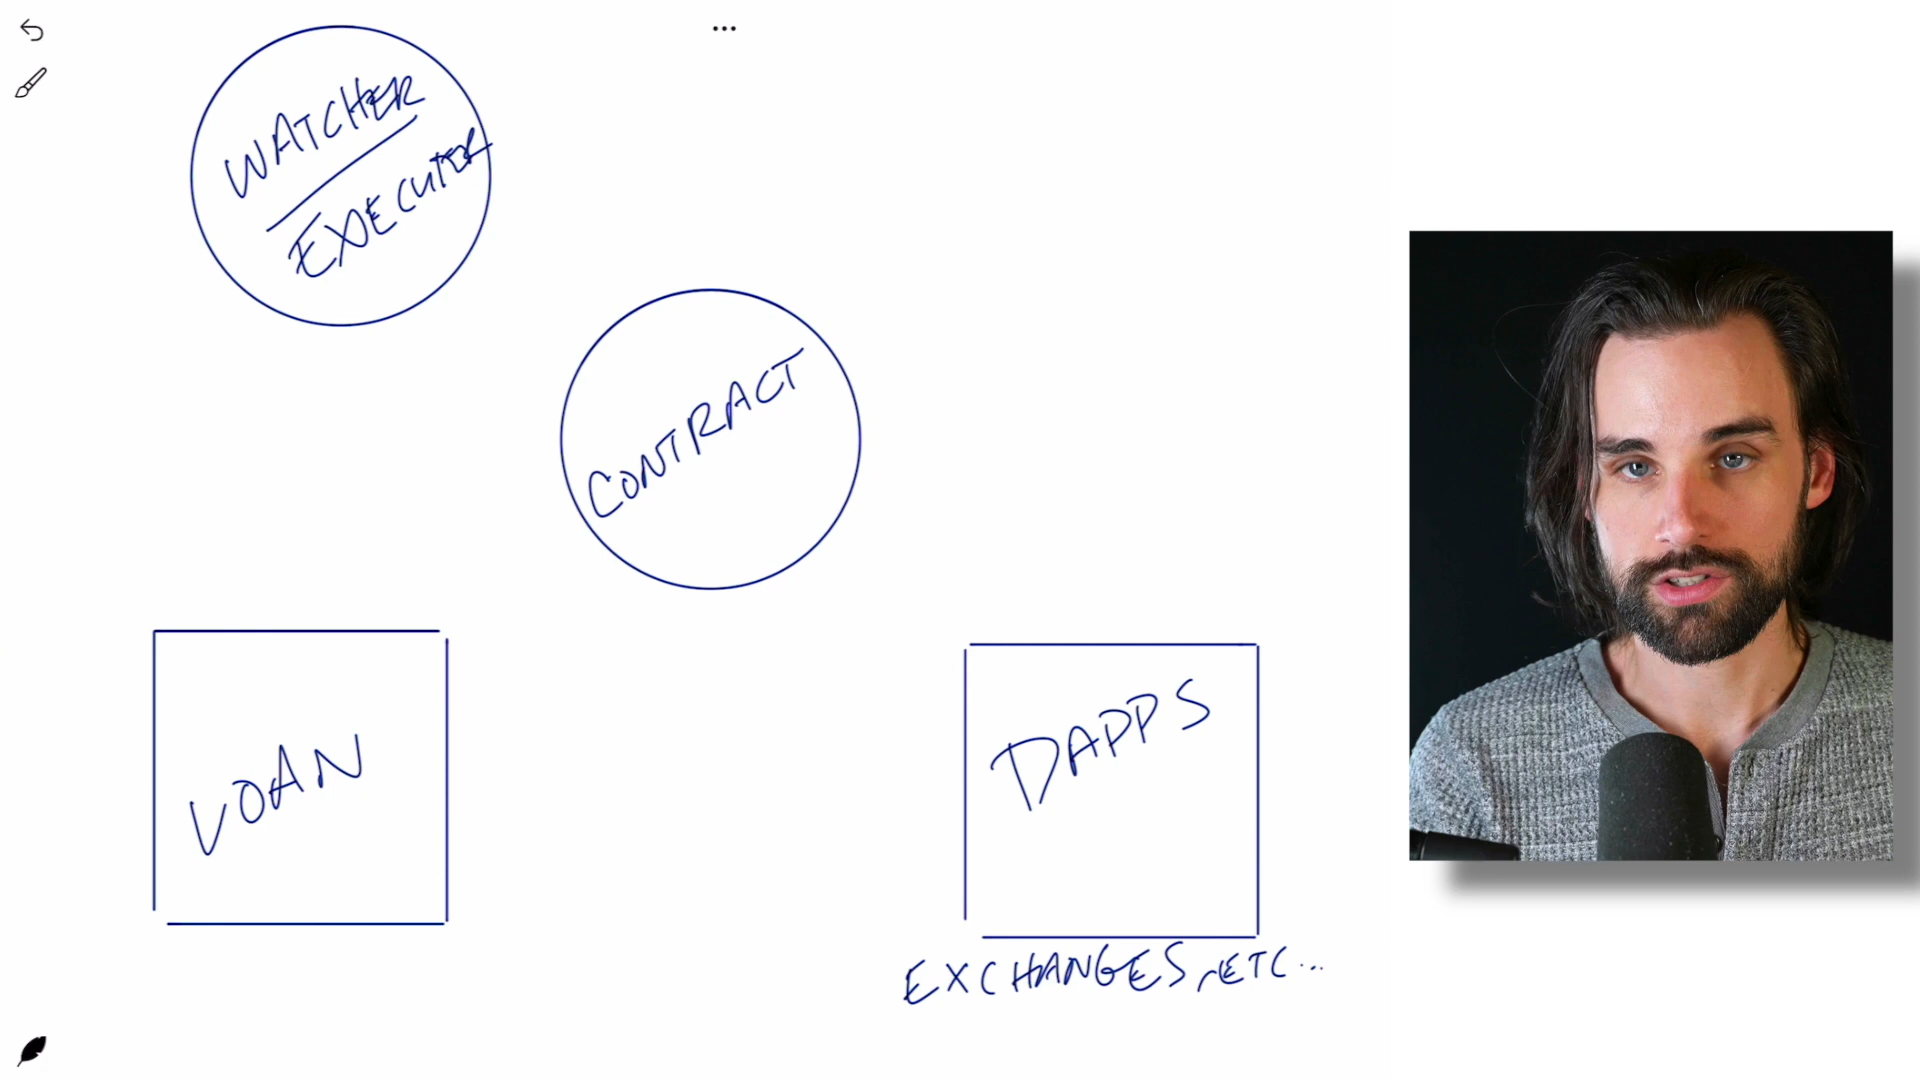 WATCHER
EXECUTER
CONTRACT
LOAN
DAPPS
EXCHANGES, ETC...